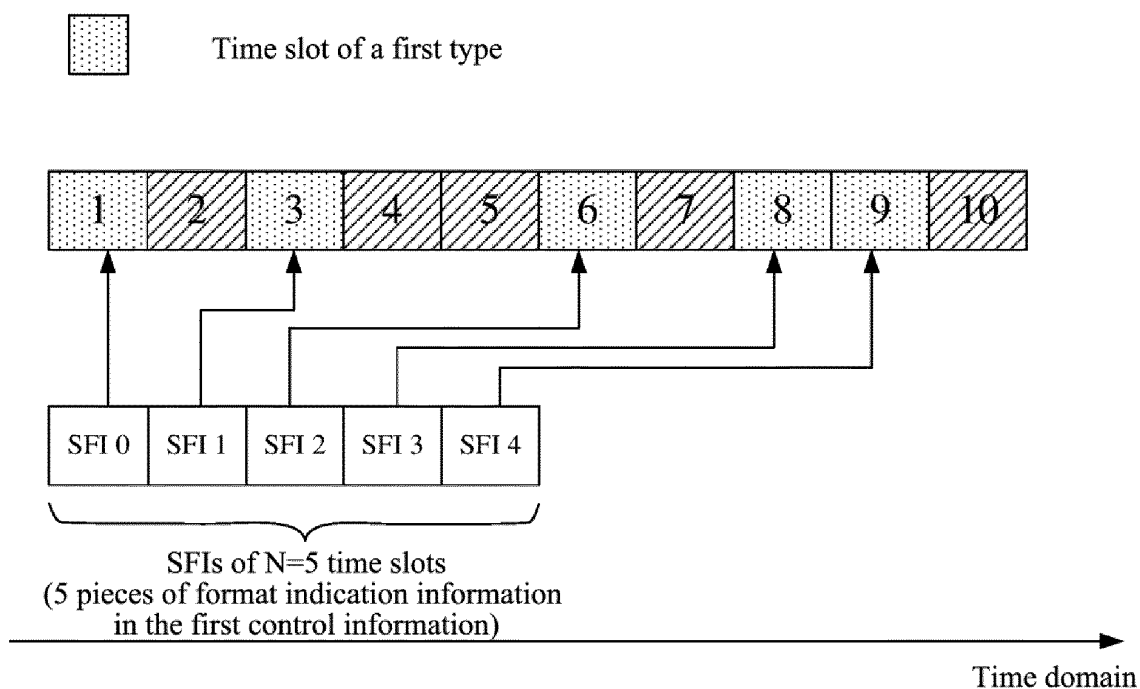 Time slot of a first type
1 2 3 4 5 6 7 8 9 10
SFI 0 SFI 1 SFI 2 SFI 3 SFI 4
SFIs of N=5 time slots
(5 pieces of format indication information
in the first control information)
Time domain